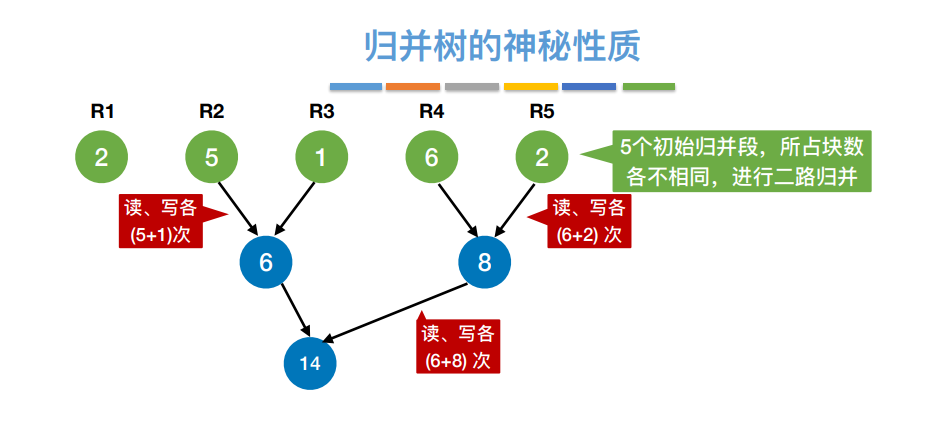 归并树的神秘性质
R1 R2 R3 R4 R5
2 5 1 6 2
5个初始归并段，所占块数
各不相同，进行二路归并
读、写各
(5+1)次
读、写各
(6+2) 次
6 8
读、写各
(6+8) 次
14